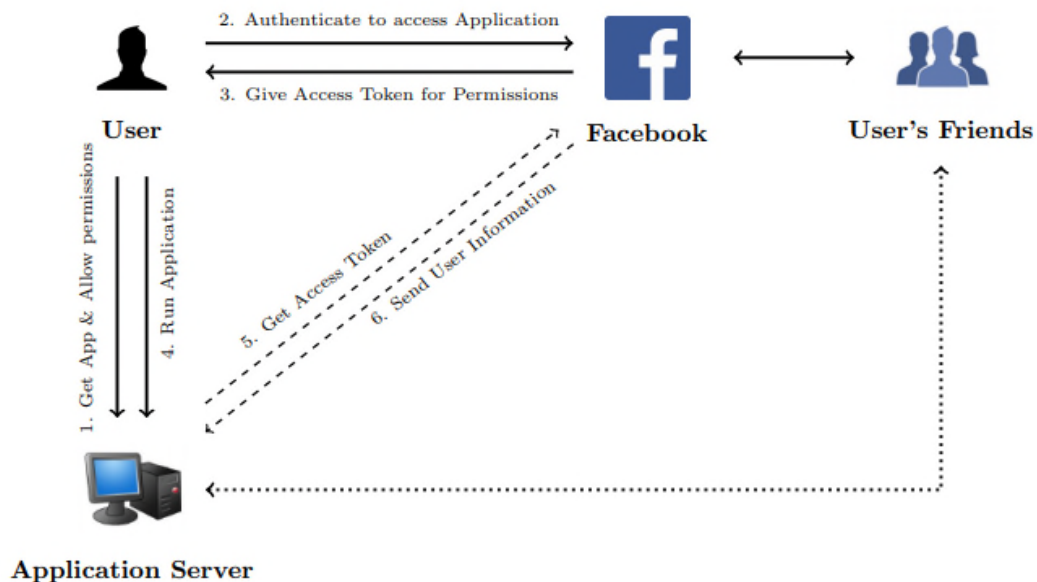 2. Authenticate to access Application
3. Give Access Token for Permissions
User
Facebook
User's Friends
1. Get App & Allow permissions
4. Run Application
5. Get Access Token
6. Send User Information
Application Server